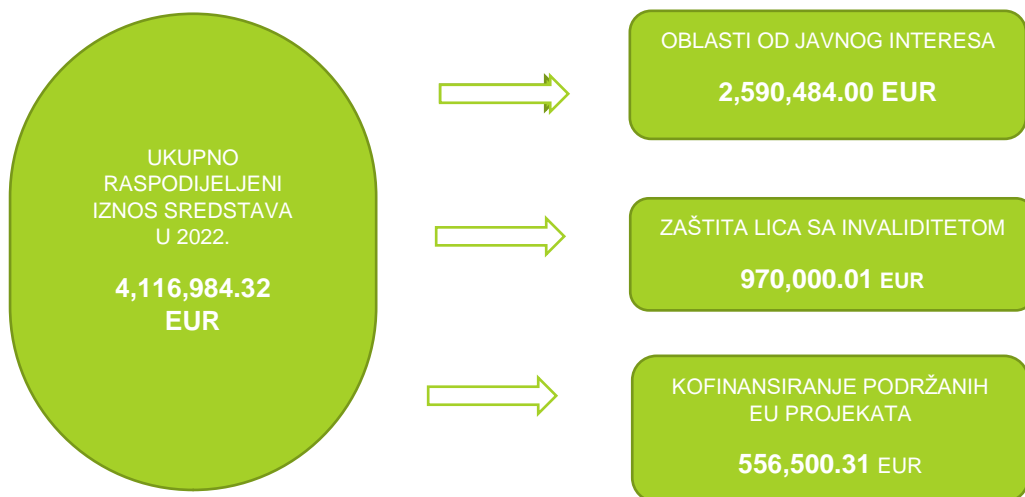 UKUPNO
RASPODIJELJENI
IZNOS SREDSTAVA
U 2022.
4,116,984.32
EUR
OBLASTI OD JAVNOG INTERESA
2,590,484.00 EUR
ZAŠTITA LICA SA INVALIDITETOM
970,000.01 EUR
KOFINANSIRANJE PODRŽANIH
EU PROJEKATA
556,500.31 EUR